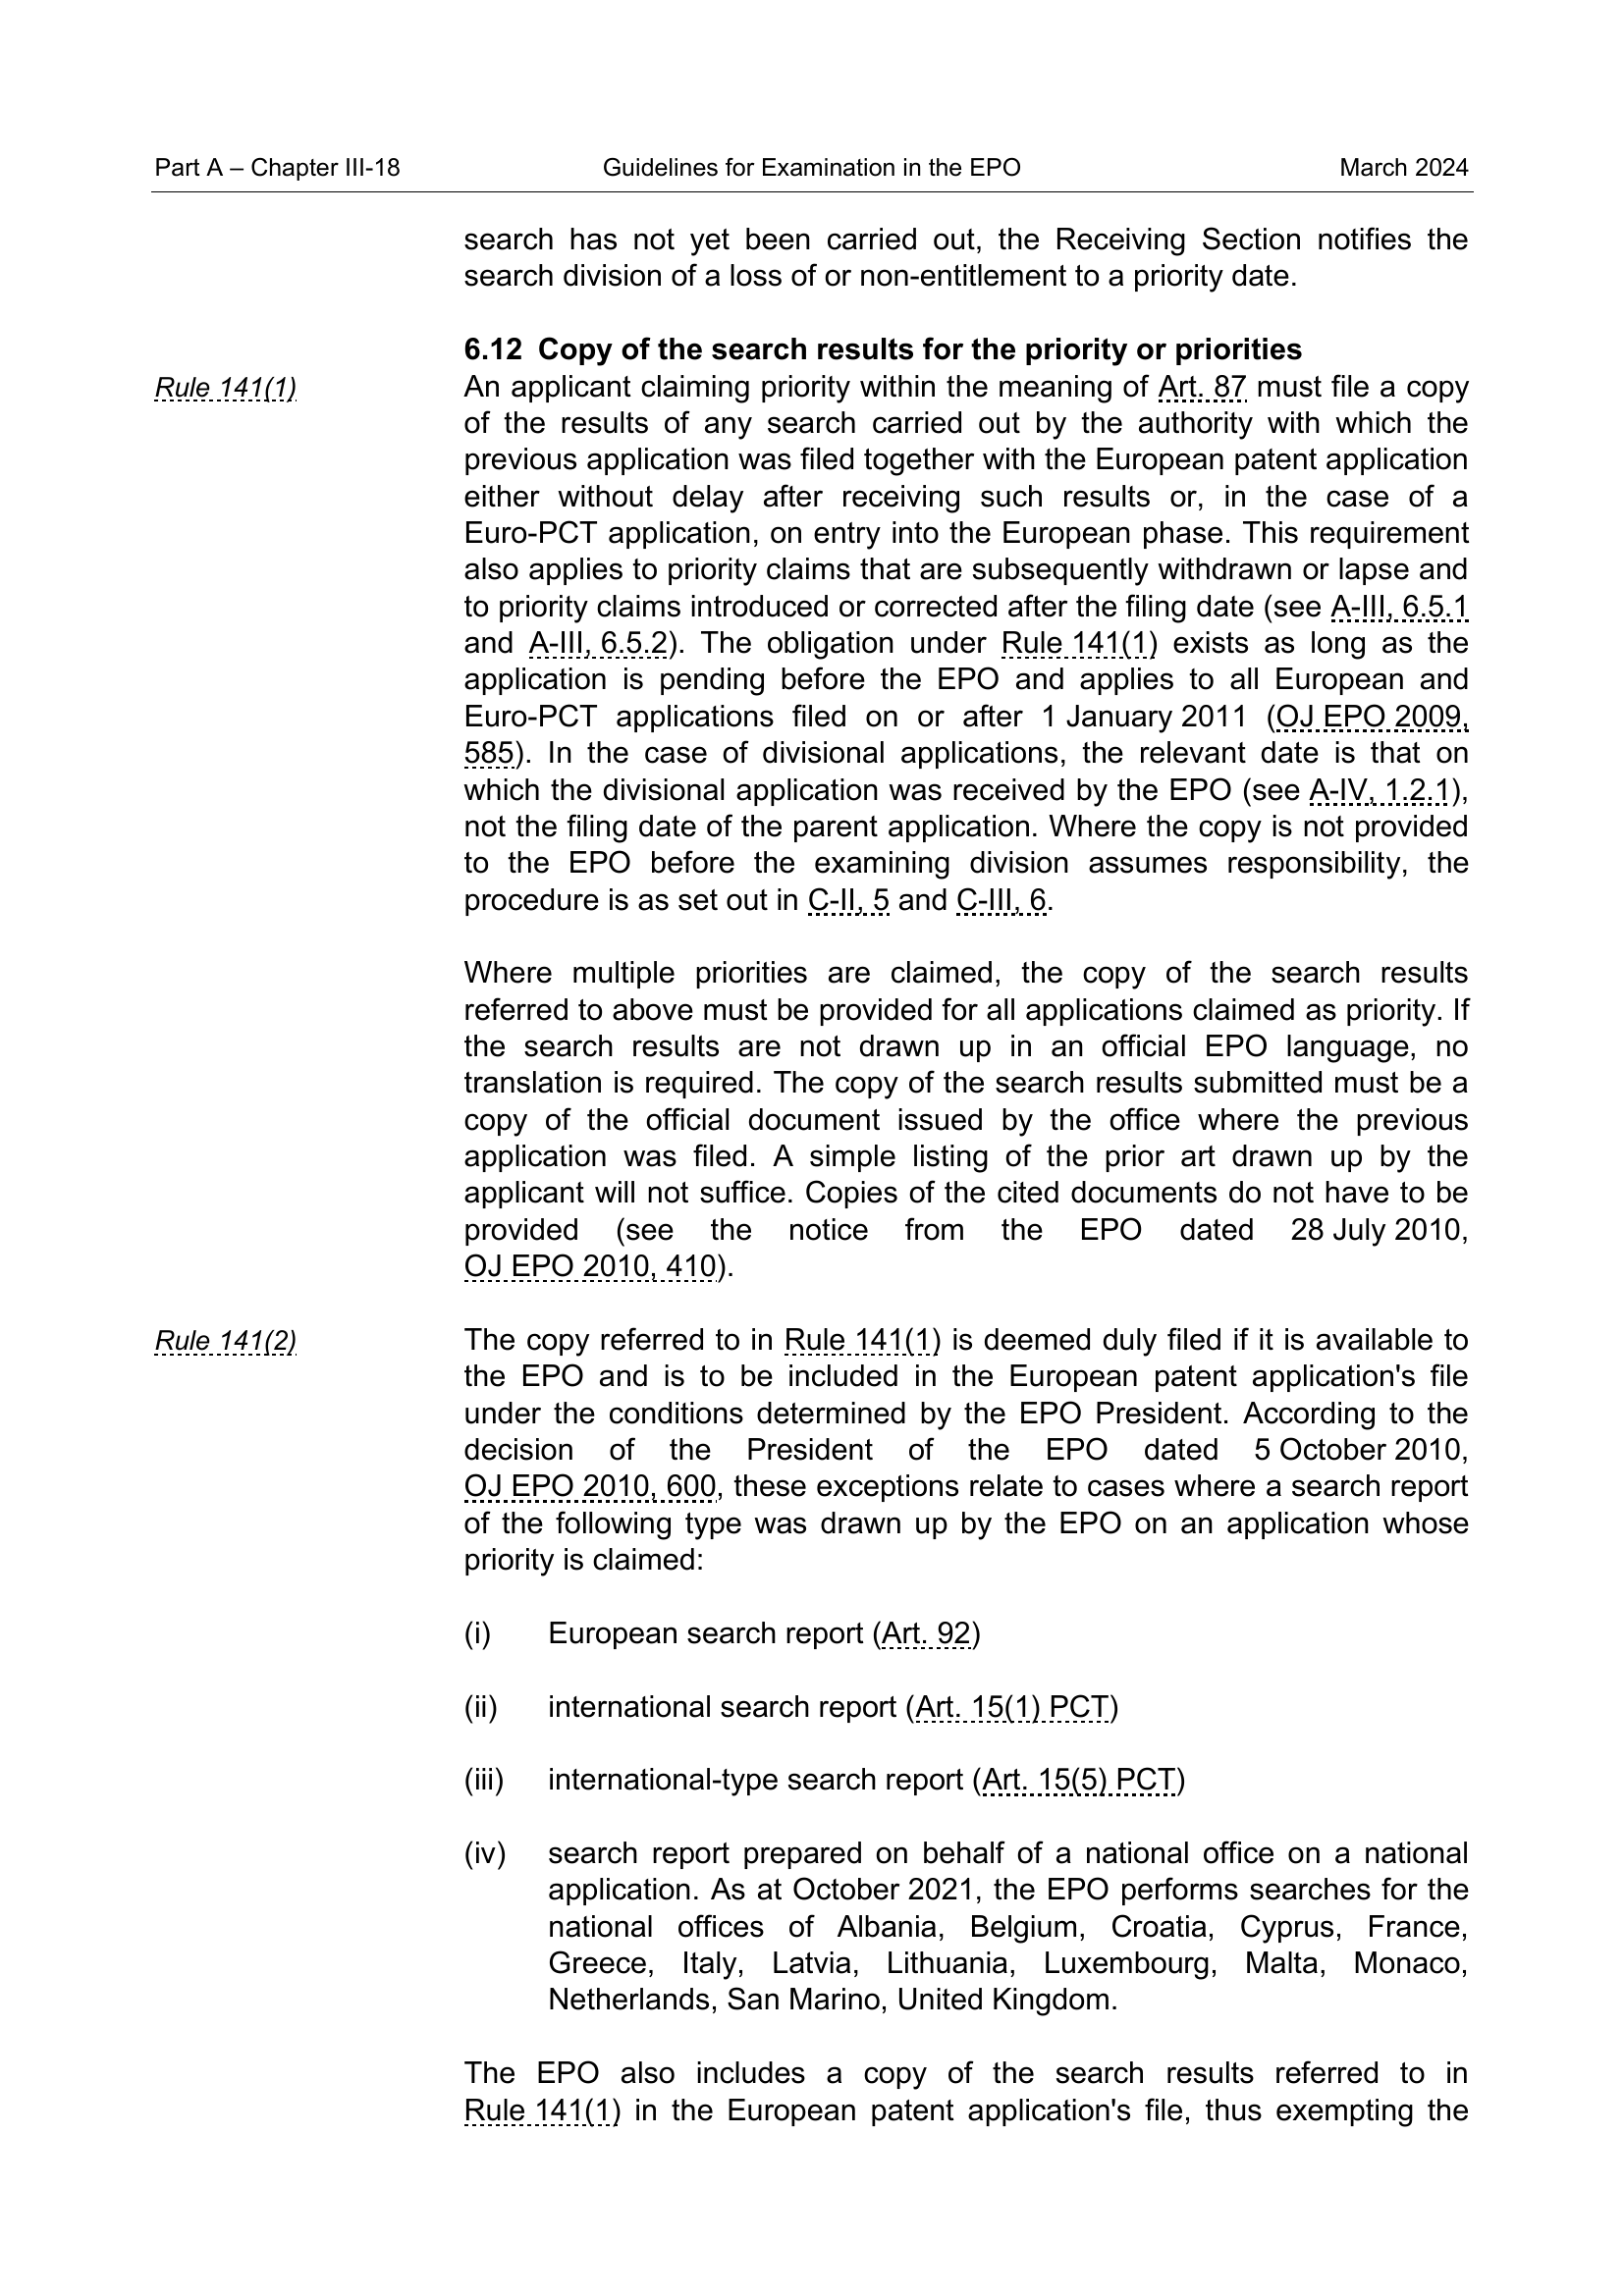 Part A – Chapter III-18 Guidelines for Examination in the EPO March 2024
search has not yet been carried out, the Receiving Section notifies the
search division of a loss of or non-entitlement to a priority date.
6.12 Copy of the search results for the priority or priorities
Rule 141(1)
An applicant claiming priority within the meaning of Art. 87 must file a copy
of the results of any search carried out by the authority with which the
previous application was filed together with the European patent application
either without delay after receiving such results or, in the case of a
Euro-PCT application, on entry into the European phase. This requirement
also applies to priority claims that are subsequently withdrawn or lapse and
to priority claims introduced or corrected after the filing date (see A-III, 6.5.1
and A-III, 6.5.2). The obligation under Rule 141(1) exists as long as the
application is pending before the EPO and applies to all European and
Euro-PCT applications filed on or after 1 January 2011 (OJ EPO 2009,
585). In the case of divisional applications, the relevant date is that on
which the divisional application was received by the EPO (see A-IV, 1.2.1),
not the filing date of the parent application. Where the copy is not provided
to the EPO before the examining division assumes responsibility, the
procedure is as set out in C-II, 5 and C-III, 6.
Where multiple priorities are claimed, the copy of the search results
referred to above must be provided for all applications claimed as priority. If
the search results are not drawn up in an official EPO language, no
translation is required. The copy of the search results submitted must be a
copy of the official document issued by the office where the previous
application was filed. A simple listing of the prior art drawn up by the
applicant will not suffice. Copies of the cited documents do not have to be
provided (see the notice from the EPO dated 28 July 2010,
OJ EPO 2010, 410).
Rule 141(2)
The copy referred to in Rule 141(1) is deemed duly filed if it is available to
the EPO and is to be included in the European patent application's file
under the conditions determined by the EPO President. According to the
decision of the President of the EPO dated 5 October 2010,
OJ EPO 2010, 600, these exceptions relate to cases where a search report
of the following type was drawn up by the EPO on an application whose
priority is claimed:
(i) European search report (Art. 92)
(ii) international search report (Art. 15(1) PCT)
(iii) international-type search report (Art. 15(5) PCT)
(iv) search report prepared on behalf of a national office on a national
application. As at October 2021, the EPO performs searches for the
national offices of Albania, Belgium, Croatia, Cyprus, France,
Greece, Italy, Latvia, Lithuania, Luxembourg, Malta, Monaco,
Netherlands, San Marino, United Kingdom.
The EPO also includes a copy of the search results referred to in
Rule 141(1) in the European patent application's file, thus exempting the